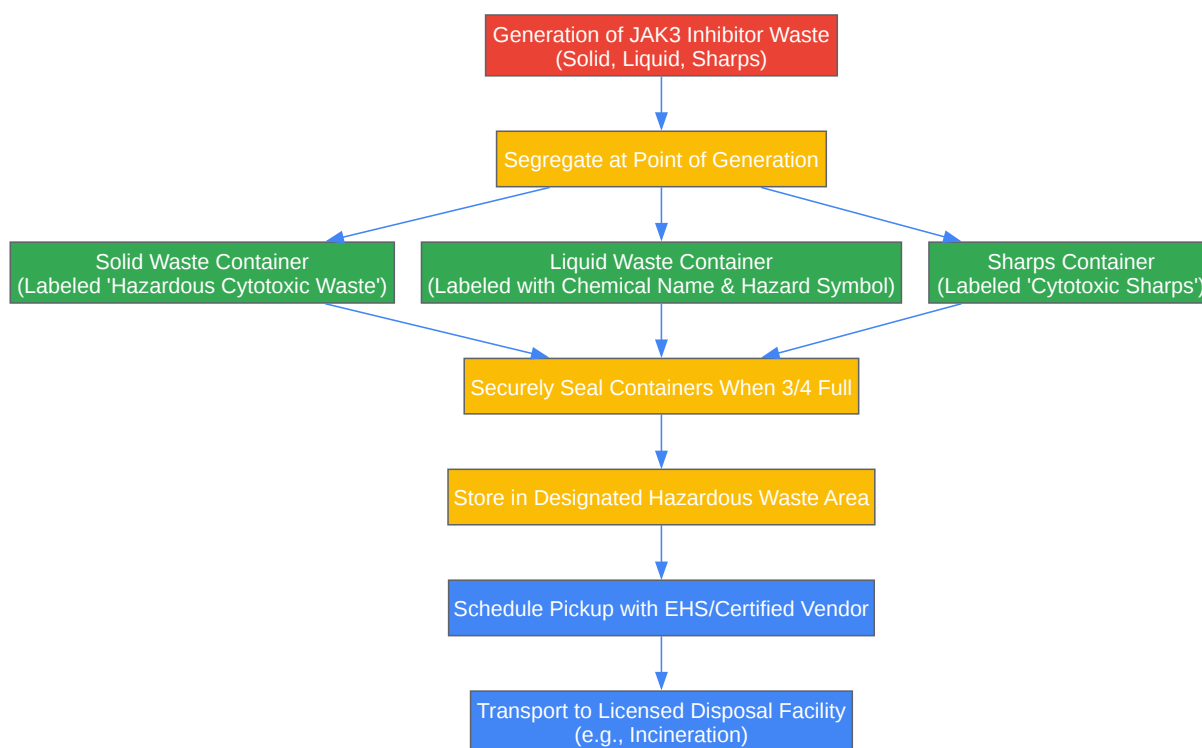 Generation of JAK3 Inhibitor Waste
(Solid, Liquid, Sharps)
Segregate at Point of Generation
Solid Waste Container
(Labeled 'Hazardous Cytotoxic Waste')
Liquid Waste Container
(Labeled with Chemical Name & Hazard Symbol)
Sharps Container
(Labeled 'Cytotoxic Sharps')
Securely Seal Containers When 3/4 Full
Store in Designated Hazardous Waste Area
Schedule Pickup with EHS/Certified Vendor
Transport to Licensed Disposal Facility
(e.g., Incineration)